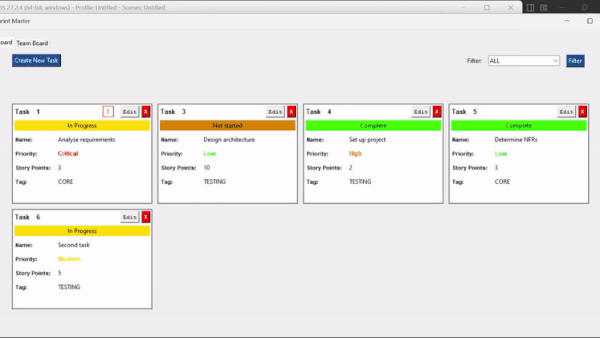 OBS 27.2.4 (64-bit, windows) - Profile: Untitled - Scenes: Untitled
rint Master
oard Team Board
Create New Task Filter: ALL Filter
Task 1 ! Edit X Task 3 Edit X Task 4 Edit X Task 5 Edit X
In Progress Not started Complete Complete
Name: Analyse requirements Name: Design architecture Name: Set up project Name: Determine NFRs
Priority: Critical Priority: Low Priority: High Priority: Low
Story Points: 3 Story Points: 10 Story Points: 2 Story Points: 3
Tag: CORE Tag: TESTING Tag: TESTING Tag: CORE
Task 6 Edit X
In Progress
Name: Second task
Priority: Medium
Story Points: 5
Tag: TESTING